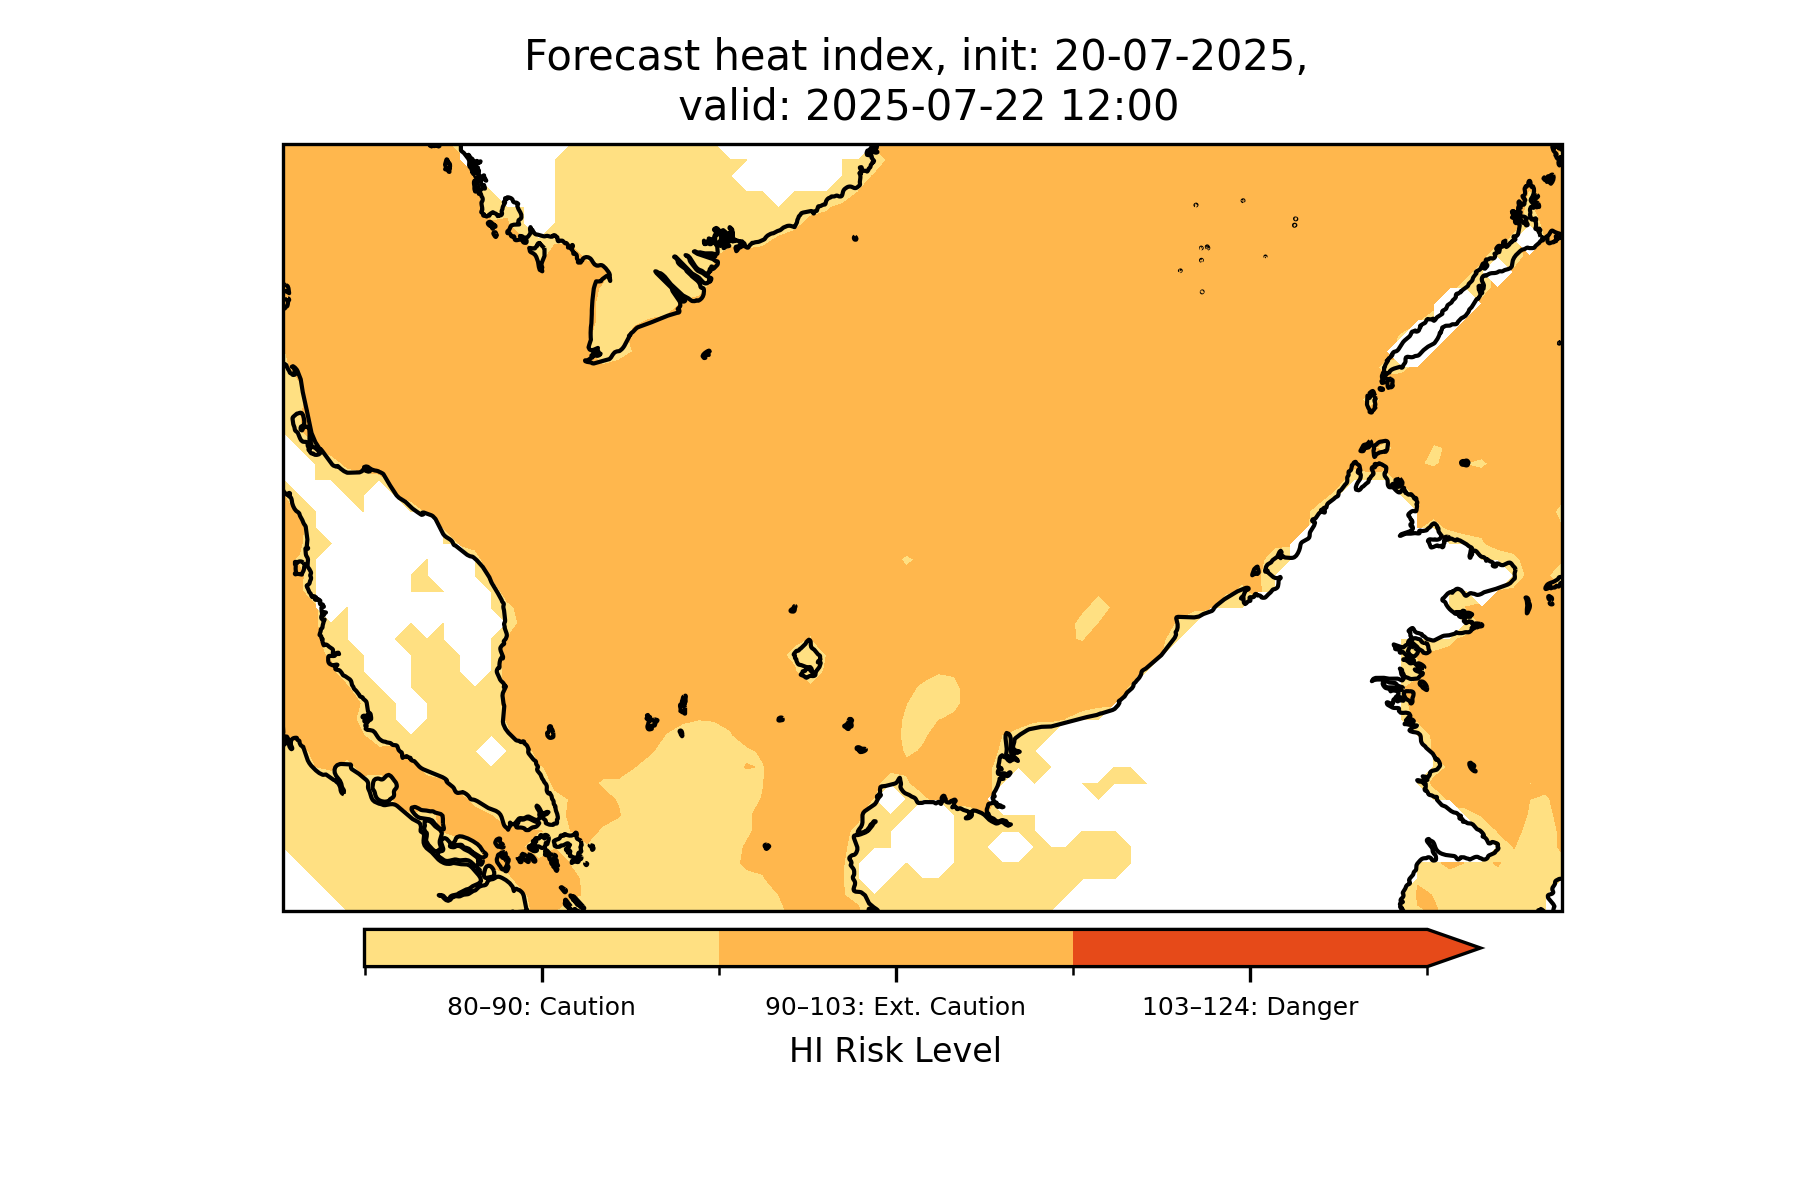 Forecast heat index, init: 20-07-2025,
valid: 2025-07-22 12:00
80–90: Caution
90–103: Ext. Caution
103–124: Danger
HI Risk Level